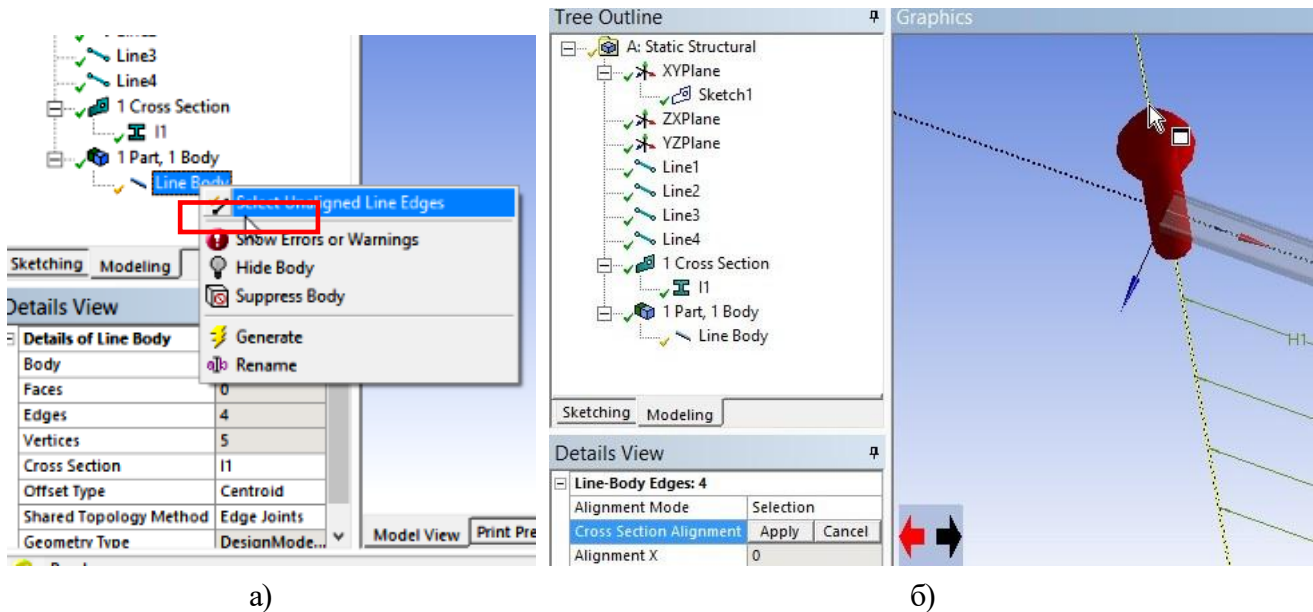 Line3
Line4
1 Cross Section
I1
1 Part, 1 Body
Line Body
Select Unaligned Line Edges
Show Errors or Warnings
Hide Body
Suppress Body
Generate
Rename
Sketching Modeling
Details View
Details of Line Body
Body
Faces 0
Edges 4
Vertices 5
Cross Section I1
Offset Type Centroid
Shared Topology Method Edge Joints
Geometry Type DesignMode...
Model View Print Pre
а)
Tree Outline
A: Static Structural
XYPlane
Sketch1
ZXPlane
YZPlane
Line1
Line2
Line3
Line4
1 Cross Section
I1
1 Part, 1 Body
Line Body
Sketching Modeling
Details View
Line-Body Edges: 4
Alignment Mode Selection
Cross Section Alignment Apply Cancel
Alignment X 0
Graphics
H1
б)